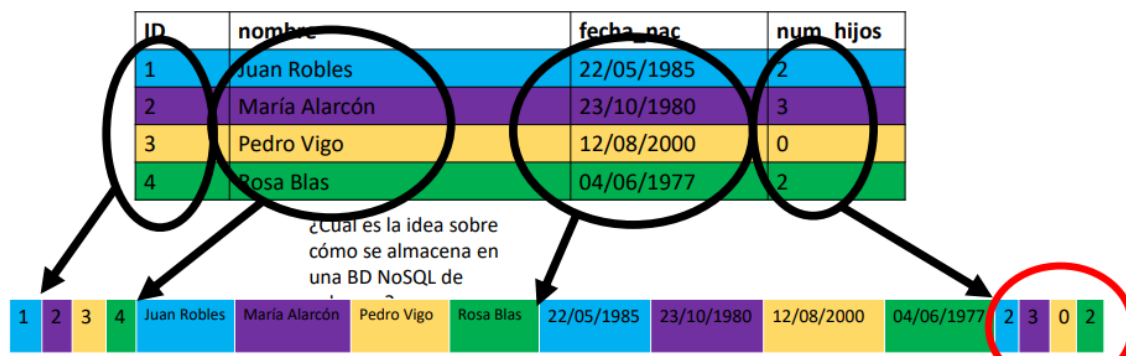 ID nombre fecha_nac num_hijos
1 Juan Robles 22/05/1985 2
2 María Alarcón 23/10/1980 3
3 Pedro Vigo 12/08/2000 0
4 Rosa Blas 04/06/1977 2
¿Cuál es la idea sobre
cómo se almacena en
una BD NoSQL de
1 2 3 4 Juan Robles María Alarcón Pedro Vigo Rosa Blas 22/05/1985 23/10/1980 12/08/2000 04/06/1977 2 3 0 2